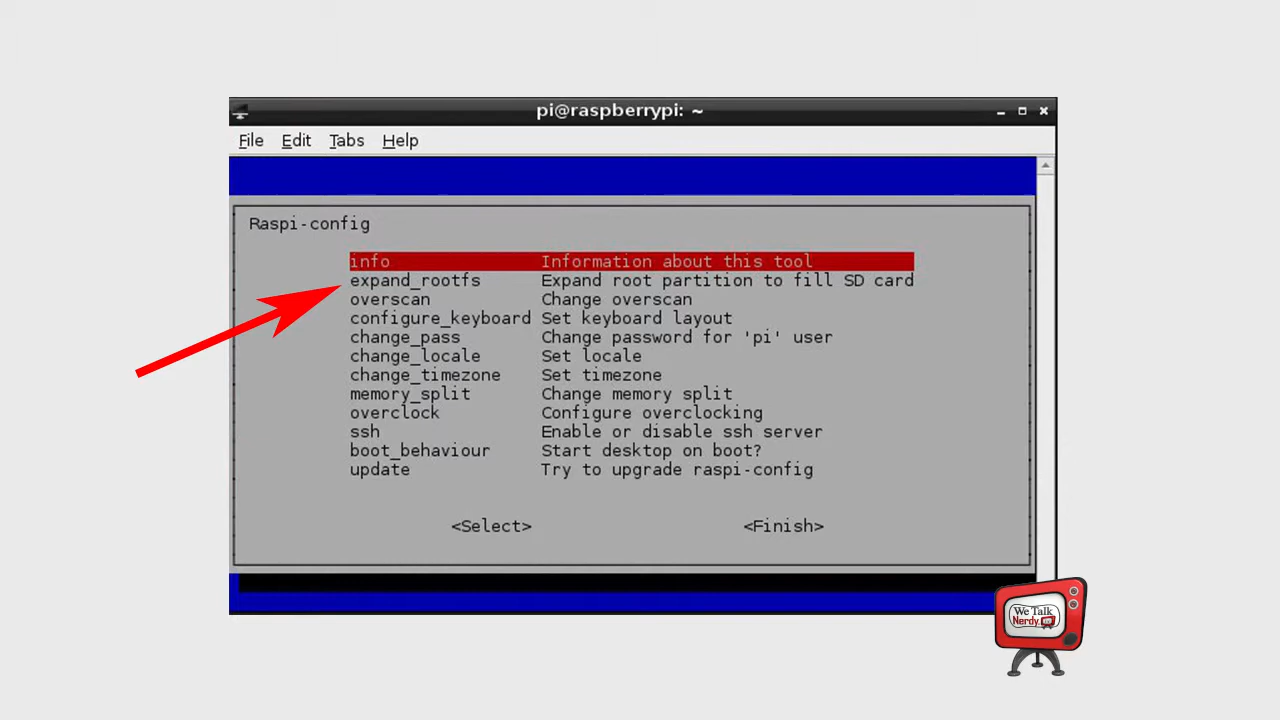 pi@raspberrypi: ~
File Edit Tabs Help
Raspi-config
info Information about this tool
expand_rootfs Expand root partition to fill SD card
overscan Change overscan
configure_keyboard Set keyboard layout
change_pass Change password for 'pi' user
change_locale Set locale
change_timezone Set timezone
memory_split Change memory split
overclock Configure overclocking
ssh Enable or disable ssh server
boot_behaviour Start desktop on boot?
update Try to upgrade raspi-config
<Select> <Finish>
We Talk
Nerdy